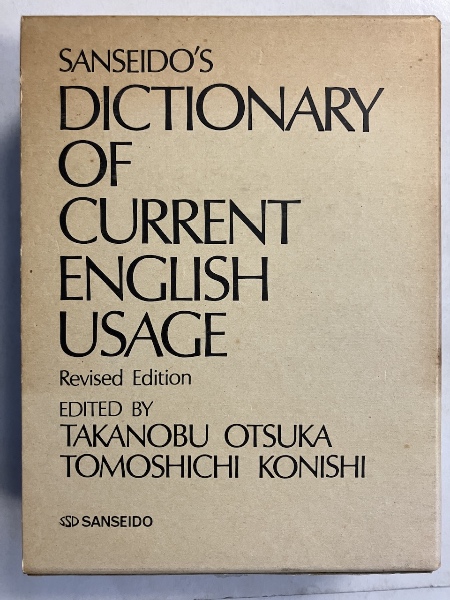 SANSEIDO'S
DICTIONARY
OF
CURRENT
ENGLISH
USAGE
Revised Edition
EDITED BY
TAKANOBU OTSUKA
TOMOSHICHI KONISHI
SSD SANSEIDO